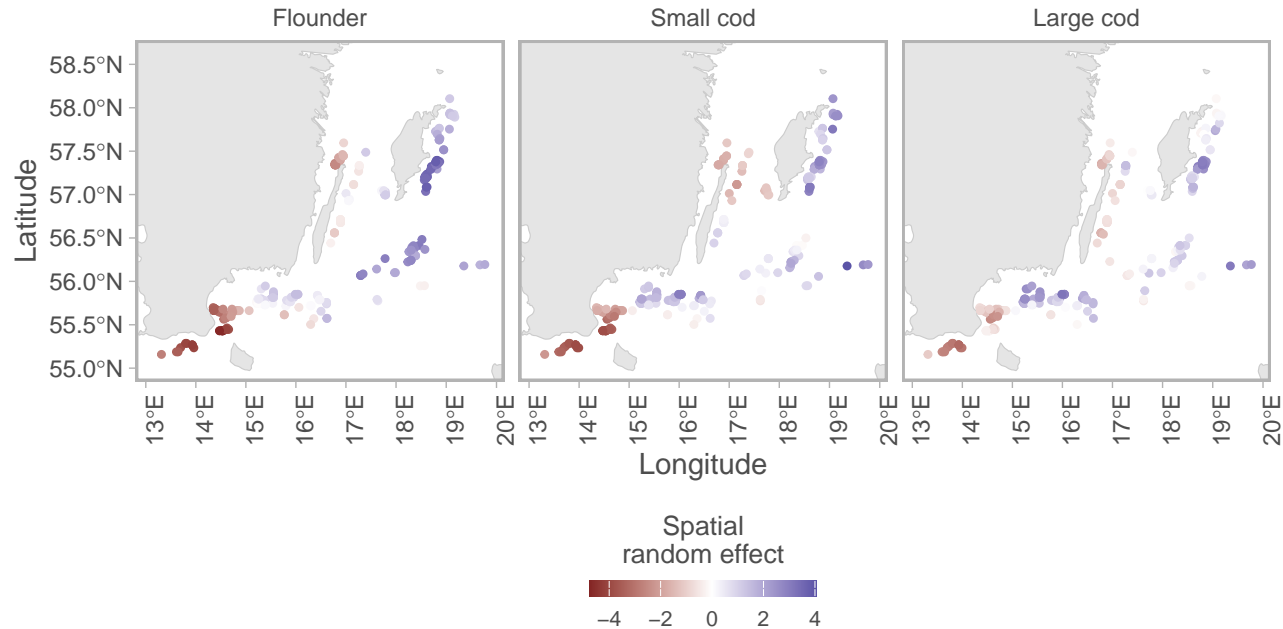 Flounder
Small cod
Large cod
Latitude
58.5°N
58.0°N
57.5°N
57.0°N
56.5°N
56.0°N
55.5°N
55.0°N
13°E
14°E
15°E
16°E
17°E
18°E
19°E
20°E
13°E
14°E
15°E
16°E
17°E
18°E
19°E
20°E
13°E
14°E
15°E
16°E
17°E
18°E
19°E
20°E
Longitude
Spatial
random effect
−4 −2 0 2 4